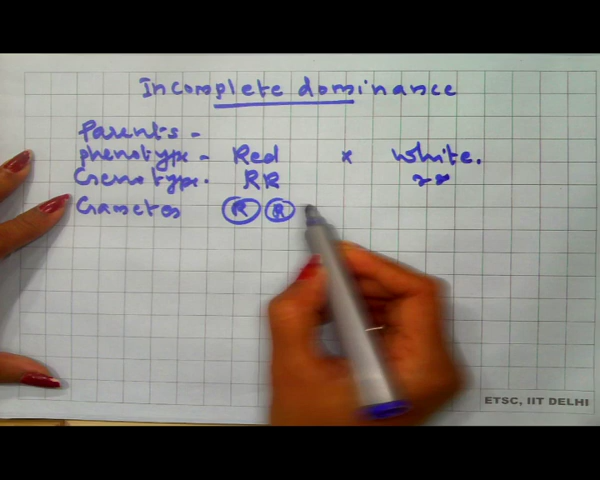 Incomplete dominance
Parents -
phenotype - Red × White.
Genotype. RR rr
Gametes R R
ETSC, IIT DELHI